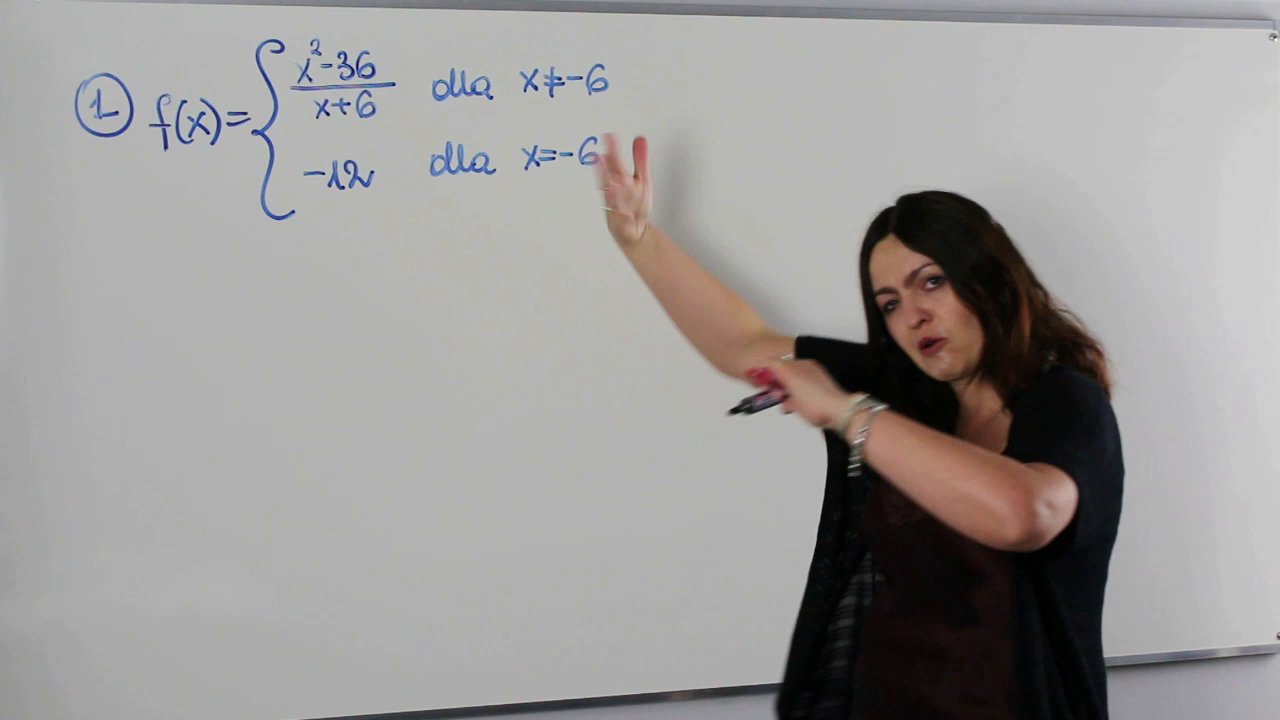 1 f(x) = { (x² - 36)/(x + 6) dla x ≠ -6
-12 dla x = -6